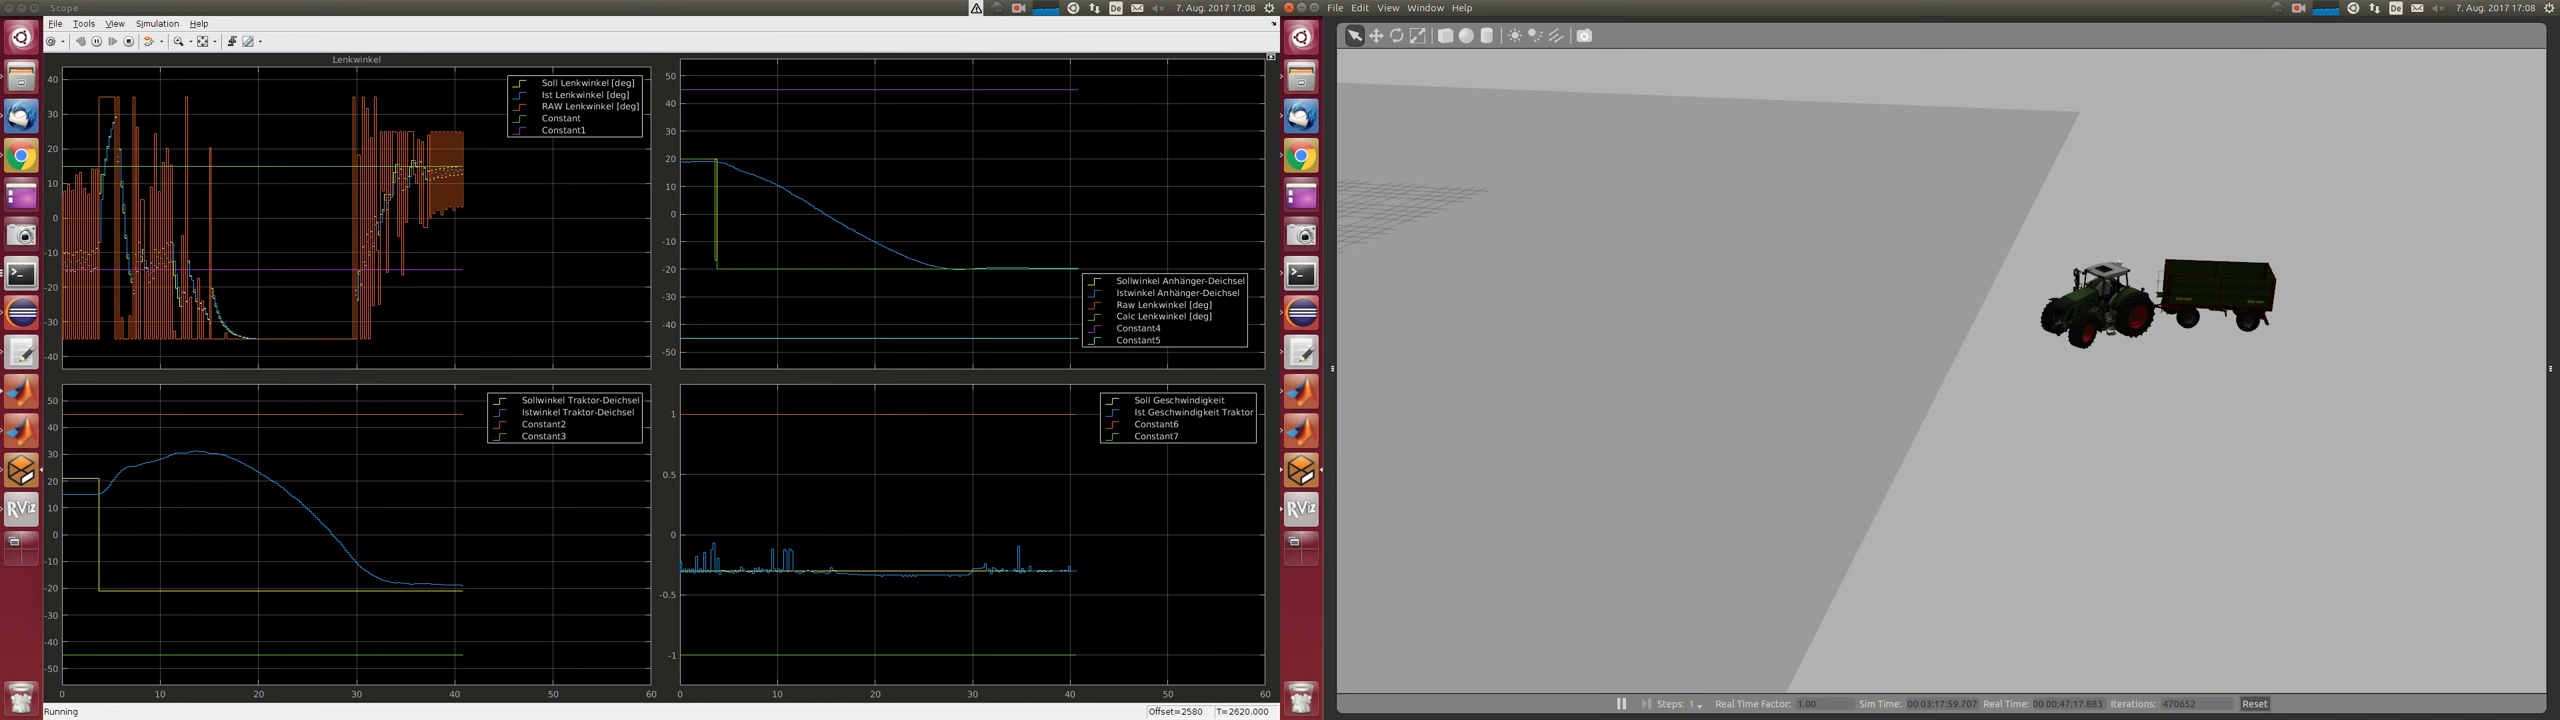 Scope
De
7. Aug. 2017 17:08
File Edit View Window Help
De
7. Aug. 2017 17:08
File Tools View Simulation Help
Lenkwinkel
40
30
20
10
0
-10
-20
-30
-40
Soll Lenkwinkel [deg]
Ist Lenkwinkel [deg]
RAW Lenkwinkel [deg]
Constant
Constant1
50
40
30
20
10
0
-10
-20
-30
-40
-50
Sollwinkel Anhänger-Deichsel
Istwinkel Anhänger-Deichsel
Raw Lenkwinkel [deg]
Calc Lenkwinkel [deg]
Constant4
Constant5
50
40
30
20
10
0
-10
-20
-30
-40
-50
Sollwinkel Traktor-Deichsel
Istwinkel Traktor-Deichsel
Constant2
Constant3
0 10 20 30 40 50 60
1
0.5
0
-0.5
-1
Soll Geschwindigkeit
Ist Geschwindigkeit Traktor
Constant6
Constant7
0 10 20 30 40 50 60
Running
Offset=2580 T=2620.000
RViz
RViz
Steps: 1 Real Time Factor: 1.00 Sim Time: 00 03:17:59.707 Real Time: 00 00:47:17.883 Iterations: 470652 Reset